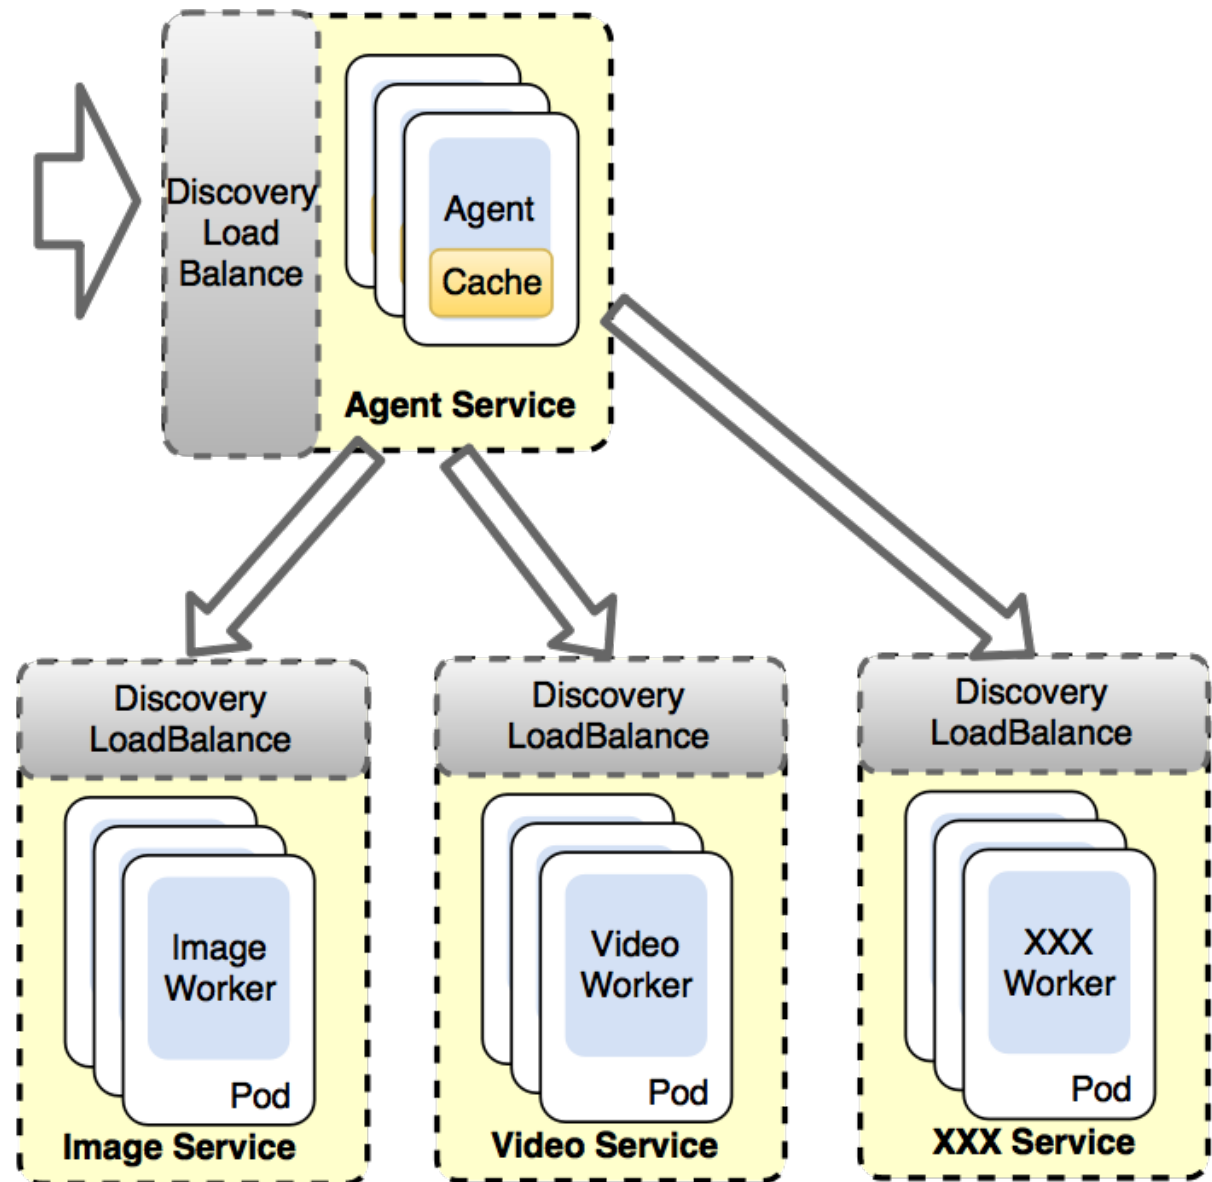 Discovery
Load
Balance
Agent
Cache
Agent Service
Discovery
LoadBalance
Image
Worker
Pod
Image Service
Discovery
LoadBalance
Video
Worker
Pod
Video Service
Discovery
LoadBalance
XXX
Worker
Pod
XXX Service